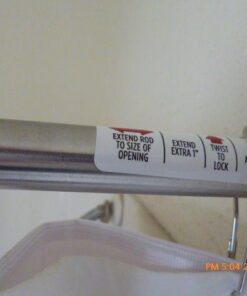 EXTEND ROD
TO SIZE OF
OPENING
EXTEND
EXTRA 1"
TWIST
TO
LOCK
PM 5:04